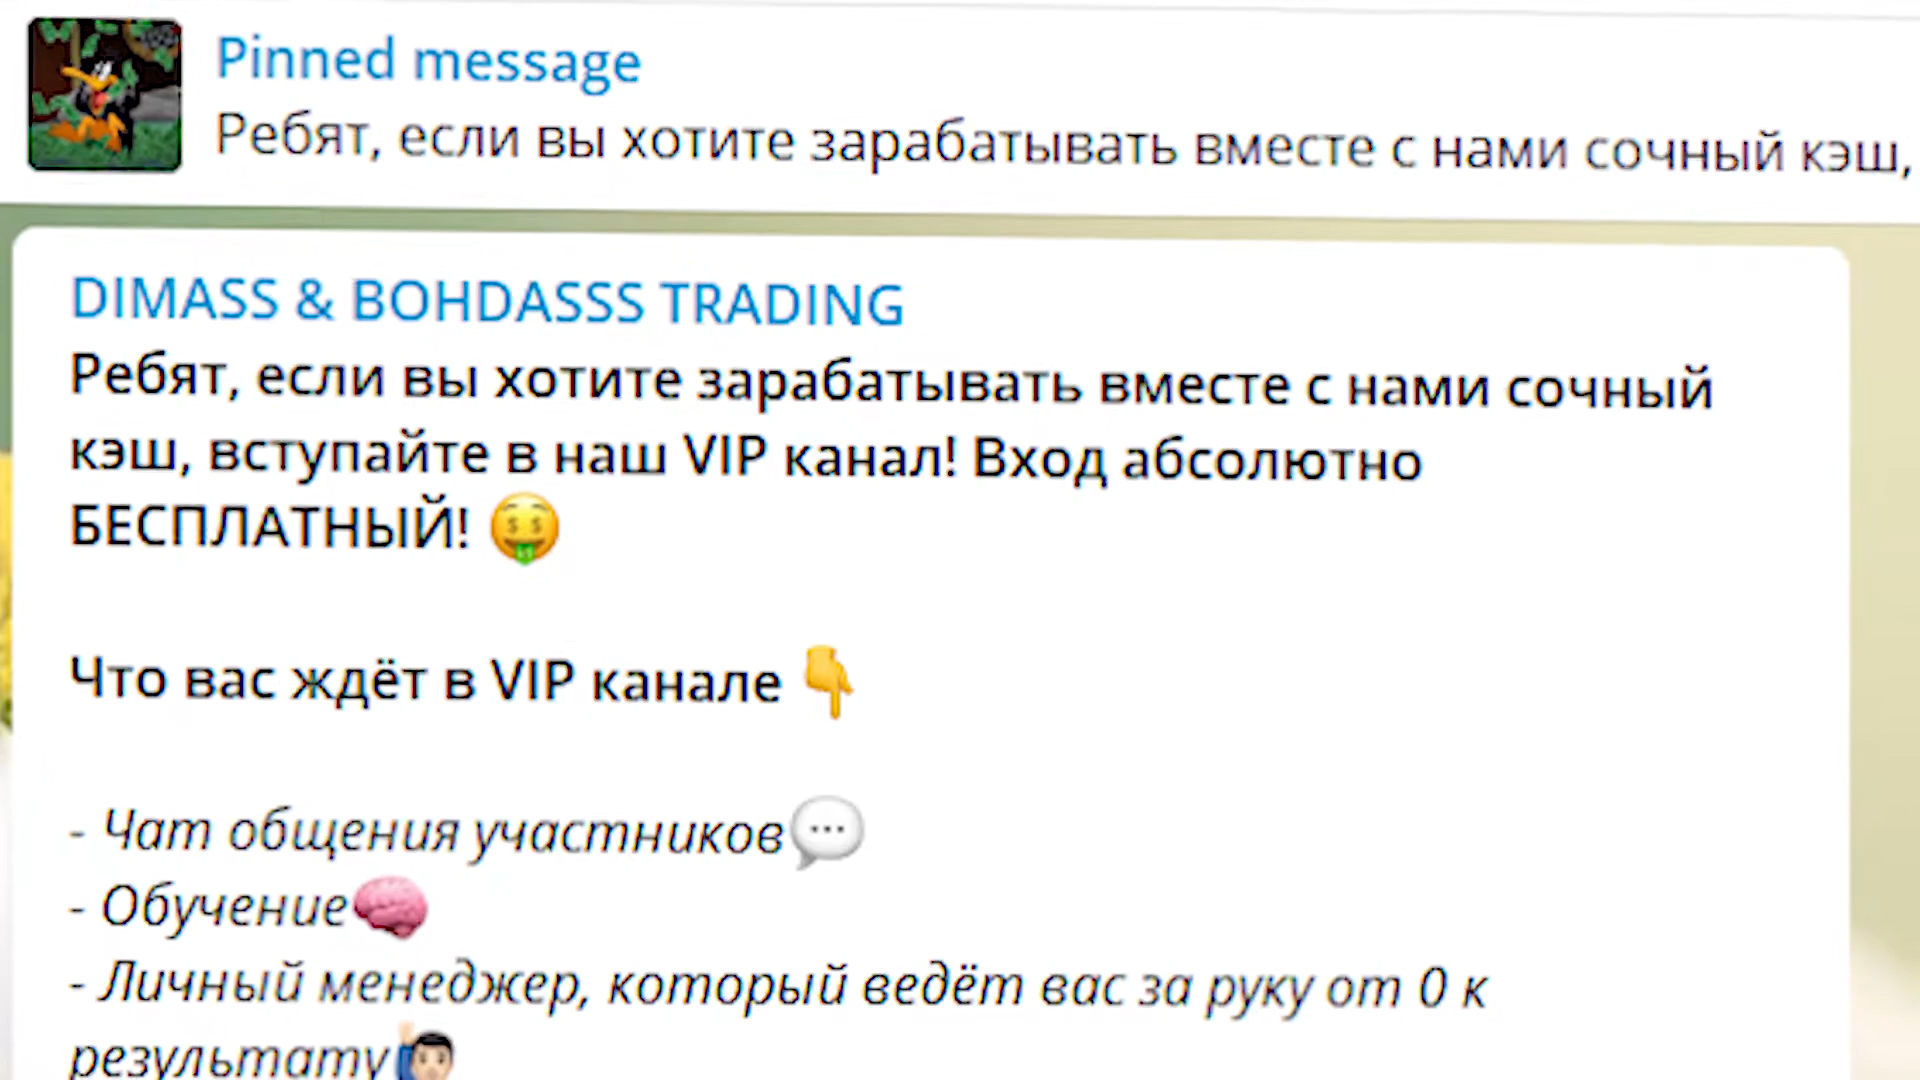 Pinned message
Ребят, если вы хотите зарабатывать вместе с нами сочный кэш,
DIMASS & BOHDASSS TRADING
Ребят, если вы хотите зарабатывать вместе с нами сочный
кэш, вступайте в наш VIP канал! Вход абсолютно
БЕСПЛАТНЫЙ! 🤑
Что вас ждёт в VIP канале 👇
- Чат общения участников💬
- Обучение🧠
- Личный менеджер, который ведёт вас за руку от 0 к
результату🙋🏻‍♂️